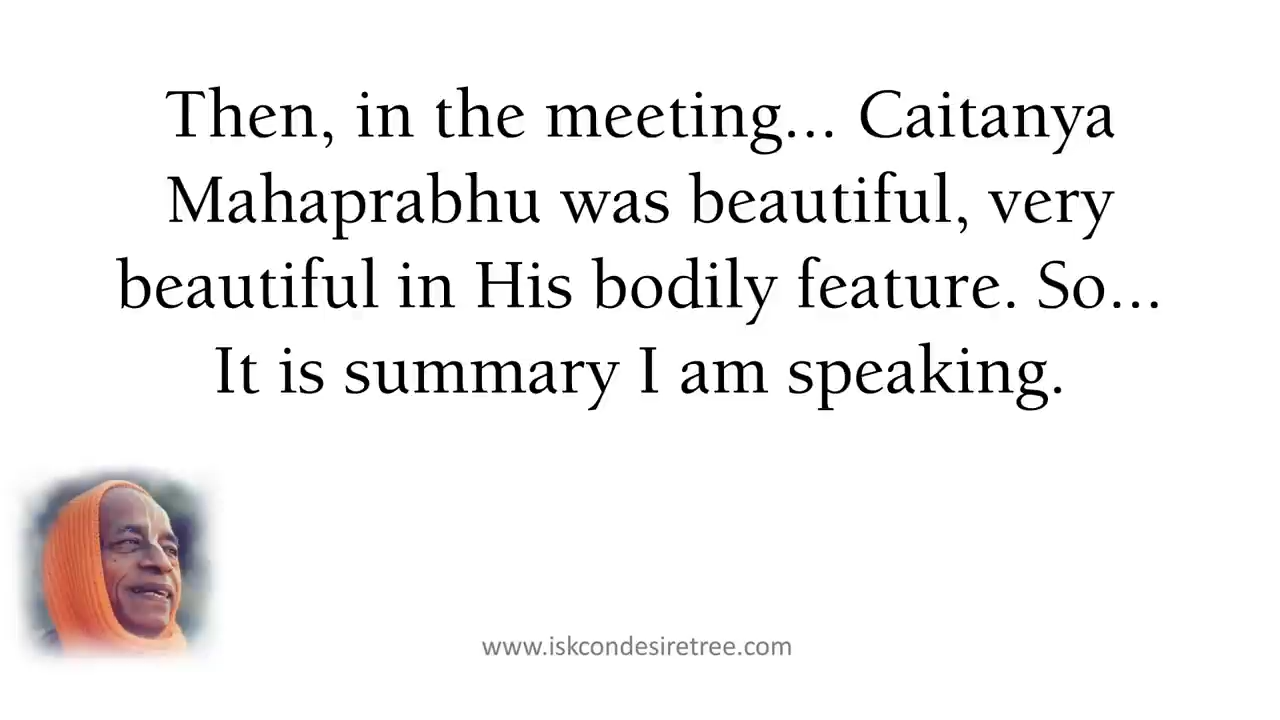 Then, in the meeting... Caitanya
Mahaprabhu was beautiful, very
beautiful in His bodily feature. So...
It is summary I am speaking.
www.iskcondesiretree.com